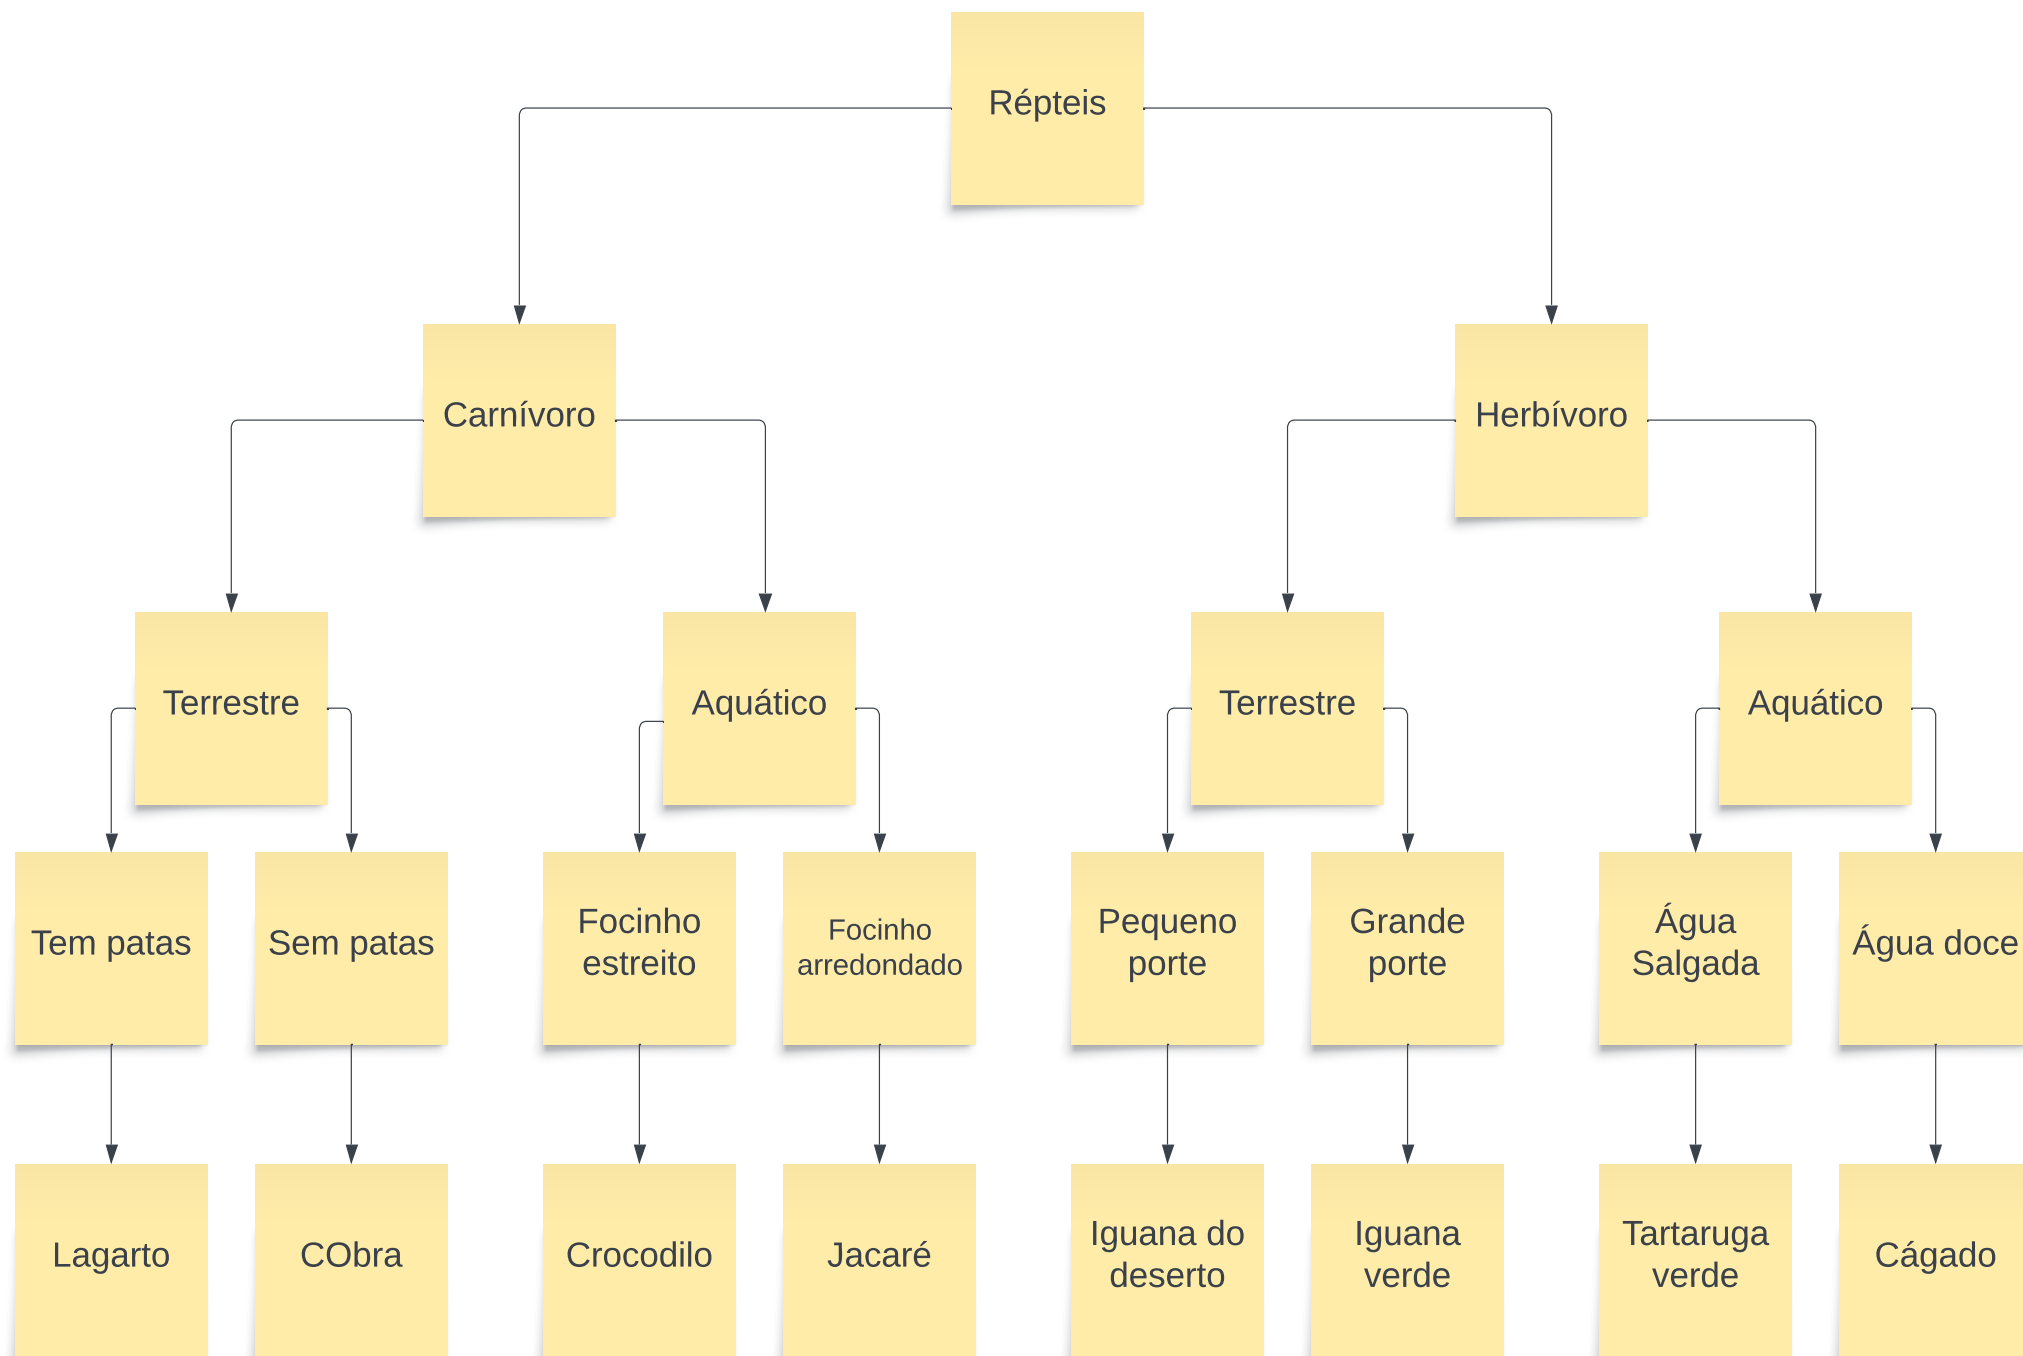 Répteis
Carnívoro
Herbívoro
Terrestre
Aquático
Terrestre
Aquático
Tem patas
Sem patas
Focinho
estreito
Focinho
arredondado
Pequeno
porte
Grande
porte
Água
Salgada
Água doce
Lagarto
CObra
Crocodilo
Jacaré
Iguana do
deserto
Iguana
verde
Tartaruga
verde
Cágado